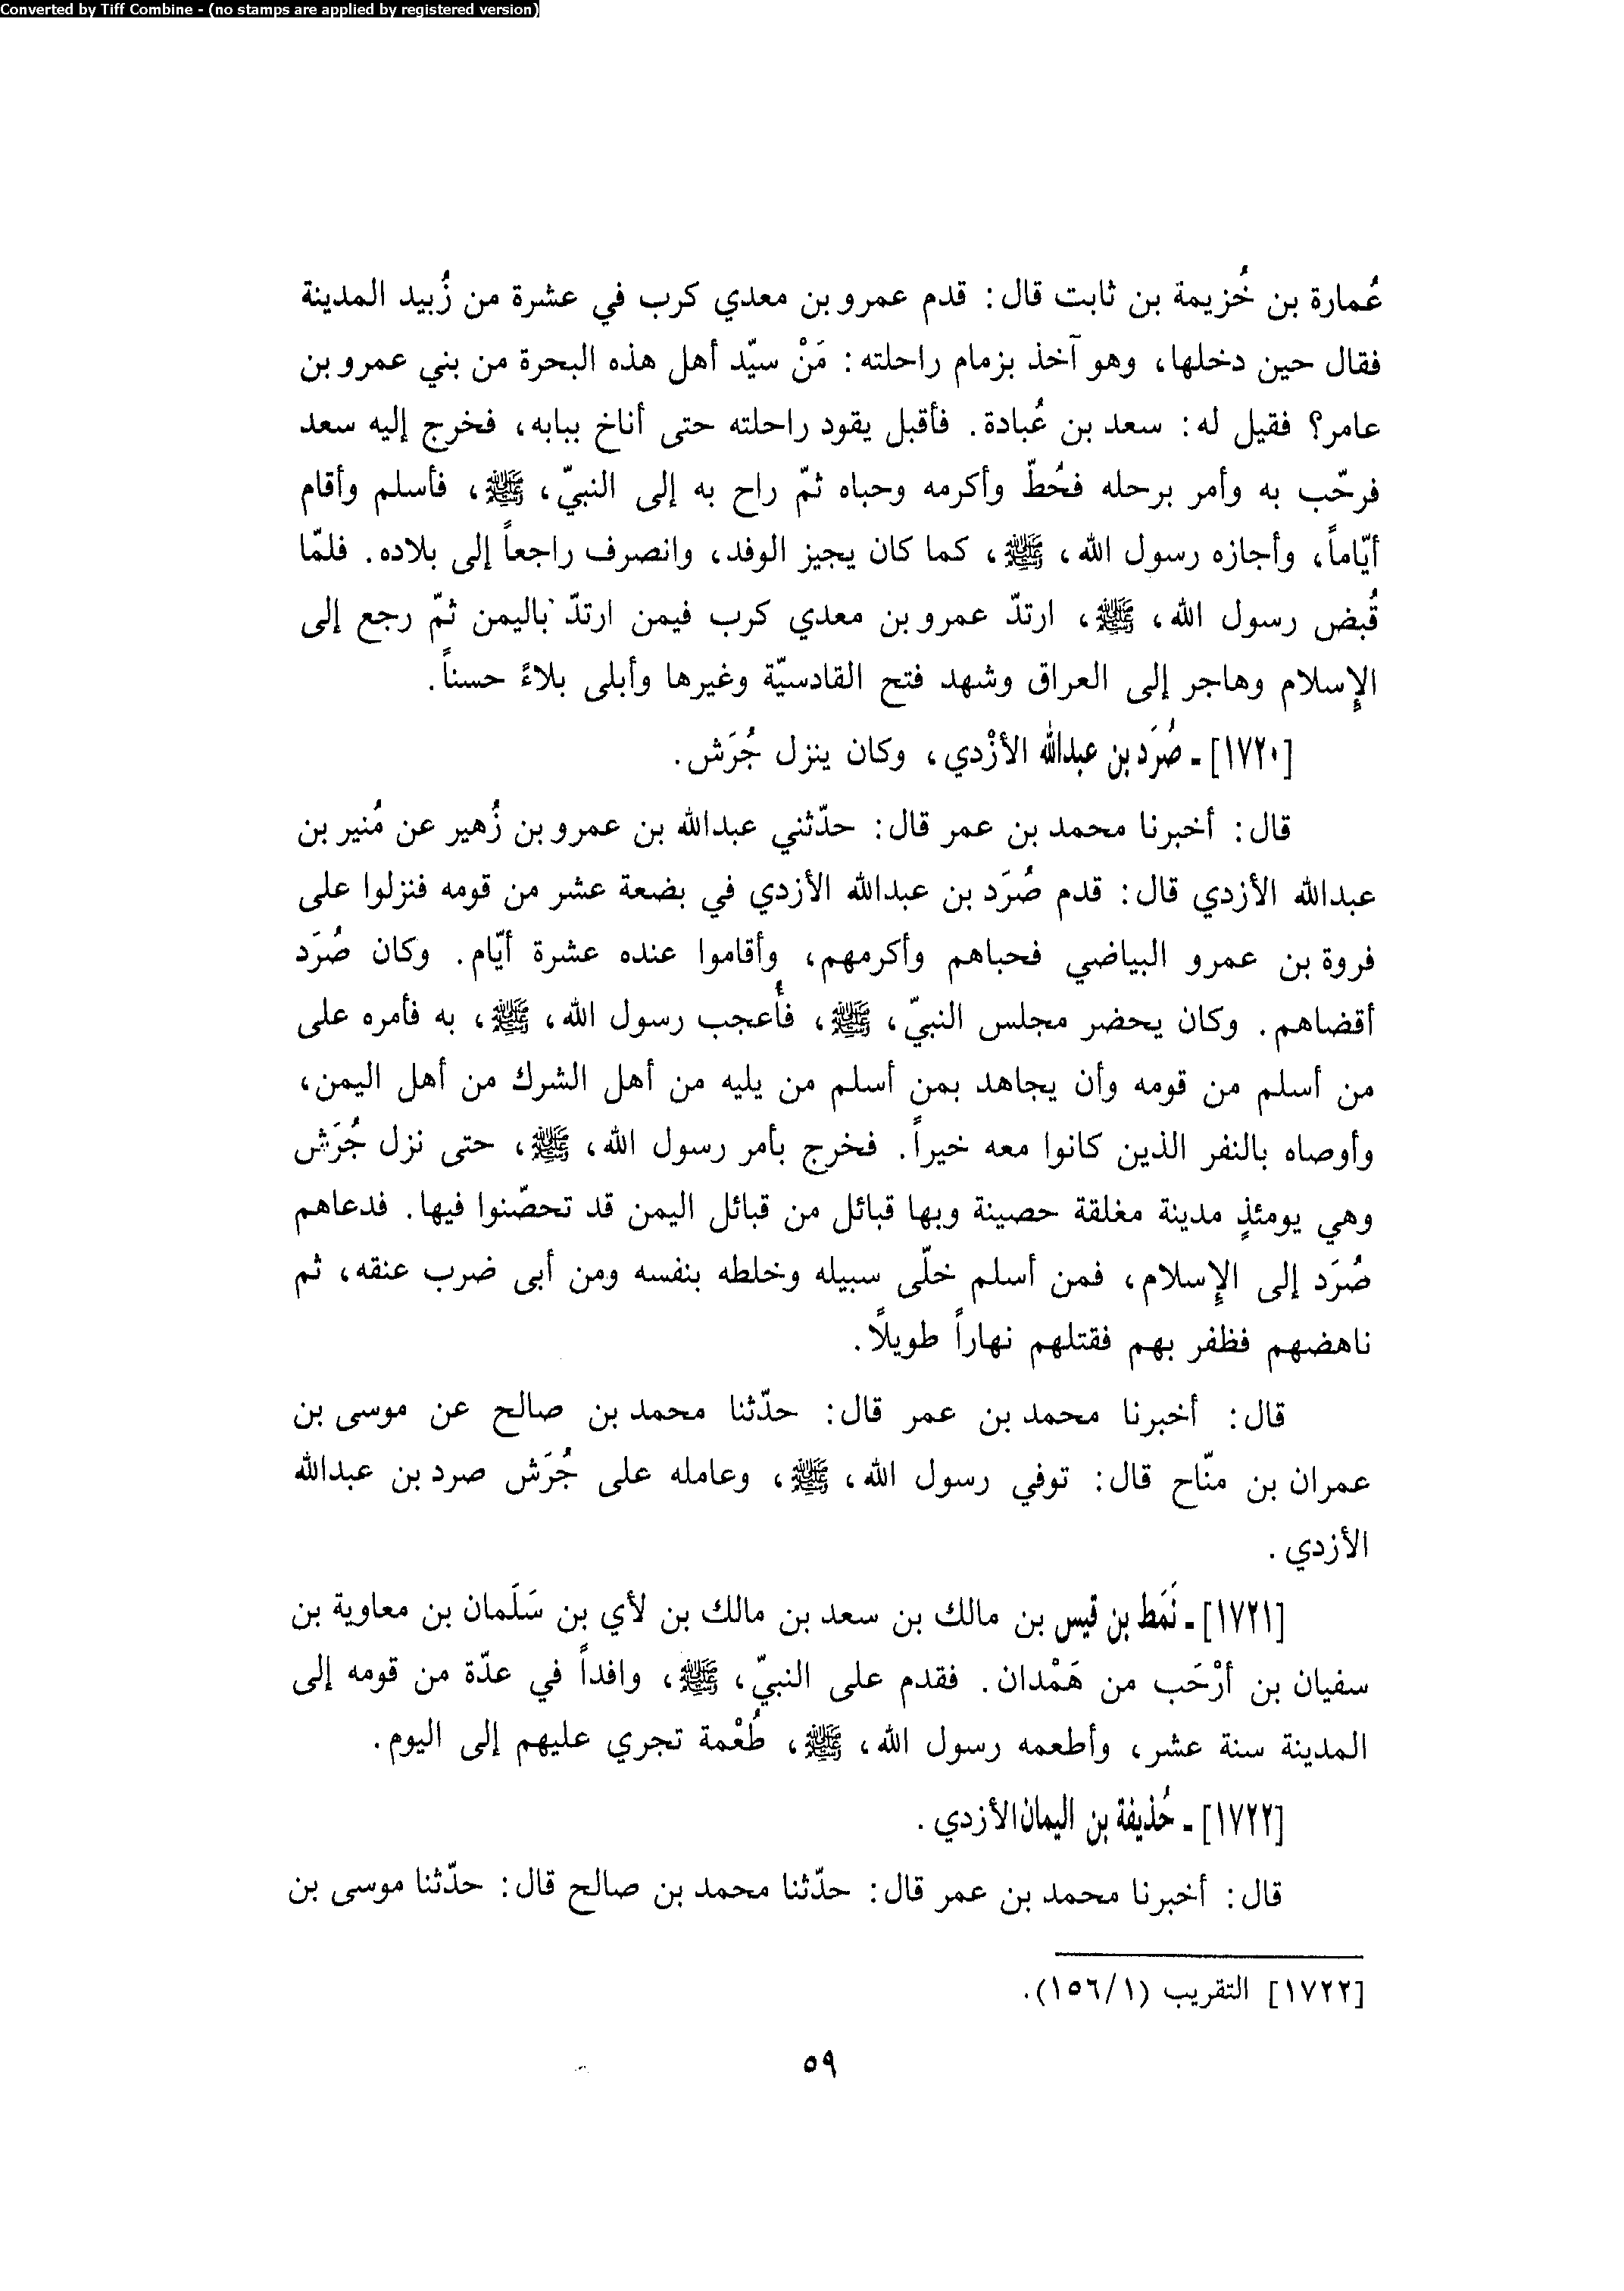 Converted by Tiff Combine - (no stamps are applied by registered version)
عُمارة بن خُزيمة بن ثابت قال: قدم عمرو بن معدي كرب في عشرة من زُبيد المدينة
فقال حين دخلها، وهو آخذ بزمام راحلته: مَنْ سيّد أهل هذه البحرة من بني عمرو بن
عامر؟ فقيل له: سعد بن عُبادة. فأقبل يقود راحلته حتى أناخ ببابه، فخرج إليه سعد
فرحّب به وأمر برحله فحُطّ وأكرمه وحباه ثمّ راح به إلى النبيّ، ﷺ، فأسلم وأقام
أيّاماً، وأجازه رسول الله، ﷺ، كما كان يجيز الوفد، وانصرف راجعاً إلى بلاده. فلمّا
قُبض رسول الله، ﷺ، ارتدّ عمرو بن معدي كرب فيمن ارتدّ باليمن ثمّ رجع إلى
الإسلام وهاجر إلى العراق وشهد فتح القادسيّة وغيرها وأبلى بلاءً حسناً.
[١٧٢٠] - صُرَد بن عبدالله الأزْدي، وكان ينزل جُرَش.
قال: أخبرنا محمد بن عمر قال: حدّثني عبدالله بن عمرو بن زُهير عن مُنير بن
عبدالله الأزدي قال: قدم صُرَد بن عبدالله الأزدي في بضعة عشر من قومه فنزلوا على
فروة بن عمرو البياضي فحباهم وأكرمهم، وأقاموا عنده عشرة أيّام. وكان صُرَد
أقضاهم. وكان يحضر مجلس النبيّ، ﷺ، فأُعجب رسول الله، ﷺ، به فأمره على
من أسلم من قومه وأن يجاهد بمن أسلم من يليه من أهل الشرك من أهل اليمن،
وأوصاه بالنفر الذين كانوا معه خيراً. فخرج بأمر رسول الله، ﷺ، حتى نزل جُرَش
وهي يومئذٍ مدينة مغلقة حصينة وبها قبائل من قبائل اليمن قد تحصّنوا فيها. فدعاهم
صُرَد إلى الإسلام، فمن أسلم خلّى سبيله وخلطه بنفسه ومن أبى ضرب عنقه، ثم
ناهضهم فظفر بهم فقتلهم نهاراً طويلاً.
قال: أخبرنا محمد بن عمر قال: حدّثنا محمد بن صالح عن موسى بن
عمران بن منّاح قال: توفي رسول الله، ﷺ، وعامله على جُرَش صرد بن عبدالله
الأزدي.
[١٧٢١] - نَمَط بن قيس بن مالك بن سعد بن مالك بن لأي بن سَلَمان بن معاوية بن
سفيان بن أرْحَب من هَمْدان. فقدم على النبيّ، ﷺ، وافداً في عدّة من قومه إلى
المدينة سنة عشر، وأطعمه رسول الله، ﷺ، طُعْمة تجري عليهم إلى اليوم.
[١٧٢٢] - حُذيفة بن اليمان الأزدي.
قال: أخبرنا محمد بن عمر قال: حدّثنا محمد بن صالح قال: حدّثنا موسى بن
[١٧٢٢] التقريب (١/١٥٦).
٥٩